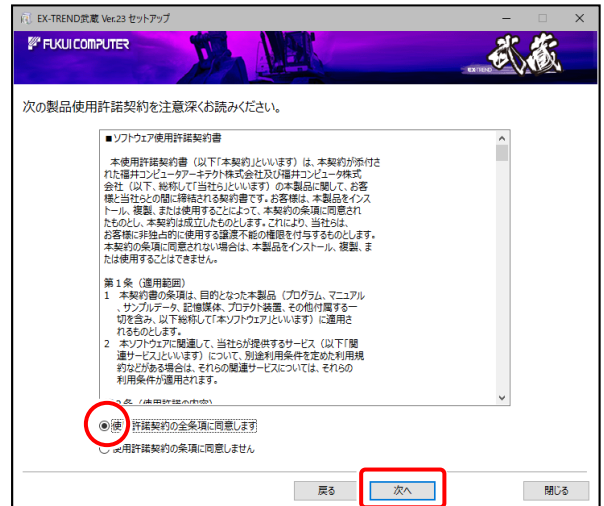 EX-TREND武蔵 Ver.23 セットアップ
FUKUI COMPUTER
EX-TREND 武蔵
次の製品使用許諾契約を注意深くお読みください。
■ソフトウェア使用許諾契約書
本使用許諾契約書（以下「本契約」といいます）は、本契約が添付さ
れた福井コンピュータアーキテクト株式会社及び福井コンピュータ株式
会社（以下、総称して「当社ら」といいます）の本製品に関して、お客
様と当社らとの間に締結される契約書です。お客様は、本製品をインス
トール、複製、または使用することによって、本契約の条項に同意され
たものとし、本契約は成立したものとします。これにより、当社らは、
お客様に非独占的に使用する譲渡不能の権限を付与するものとします。
本契約の条項に同意されない場合は、本製品をインストール、複製、ま
たは使用することはできません。
第１条（適用範囲）
１　本契約書の条項は、目的となった本製品（プログラム、マニュアル
、サンプルデータ、記憶媒体、プロテクト装置、その他付属する一
切を含み、以下総称して「本ソフトウェア」といいます）に適用さ
れるものとします。
２　本ソフトウェアに関連して、当社らが提供するサービス（以下「関
連サービス」といいます）について、別途利用条件を定めた利用規
約などがある場合は、それらの関連サービスについては、それらの
利用条件が適用されます。
条（使用許諾の内容）
使 許諾契約の全条項に同意します
使用許諾契約の条項に同意しません
戻る
次へ
閉じる